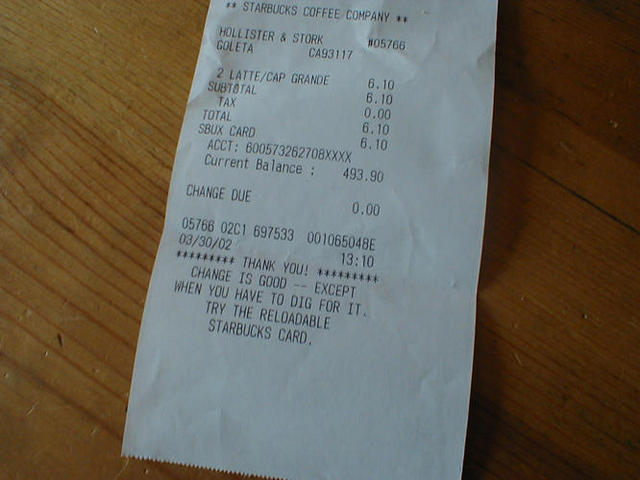 ** STARBUCKS COFFEE COMPANY **
HOLLISTER & STORK #05766
GOLETA CA93117
2 LATTE/CAP GRANDE 6.10
SUBTOTAL 6.10
TAX 0.00
TOTAL 6.10
SBUX CARD 6.10
ACCT: 600573262708XXXX
Current Balance : 493.90
CHANGE DUE 0.00
05766 02C1 697533 001065048E
03/30/02 13:10
********* THANK YOU! *********
CHANGE IS GOOD -- EXCEPT
WHEN YOU HAVE TO DIG FOR IT.
TRY THE RELOADABLE
STARBUCKS CARD.